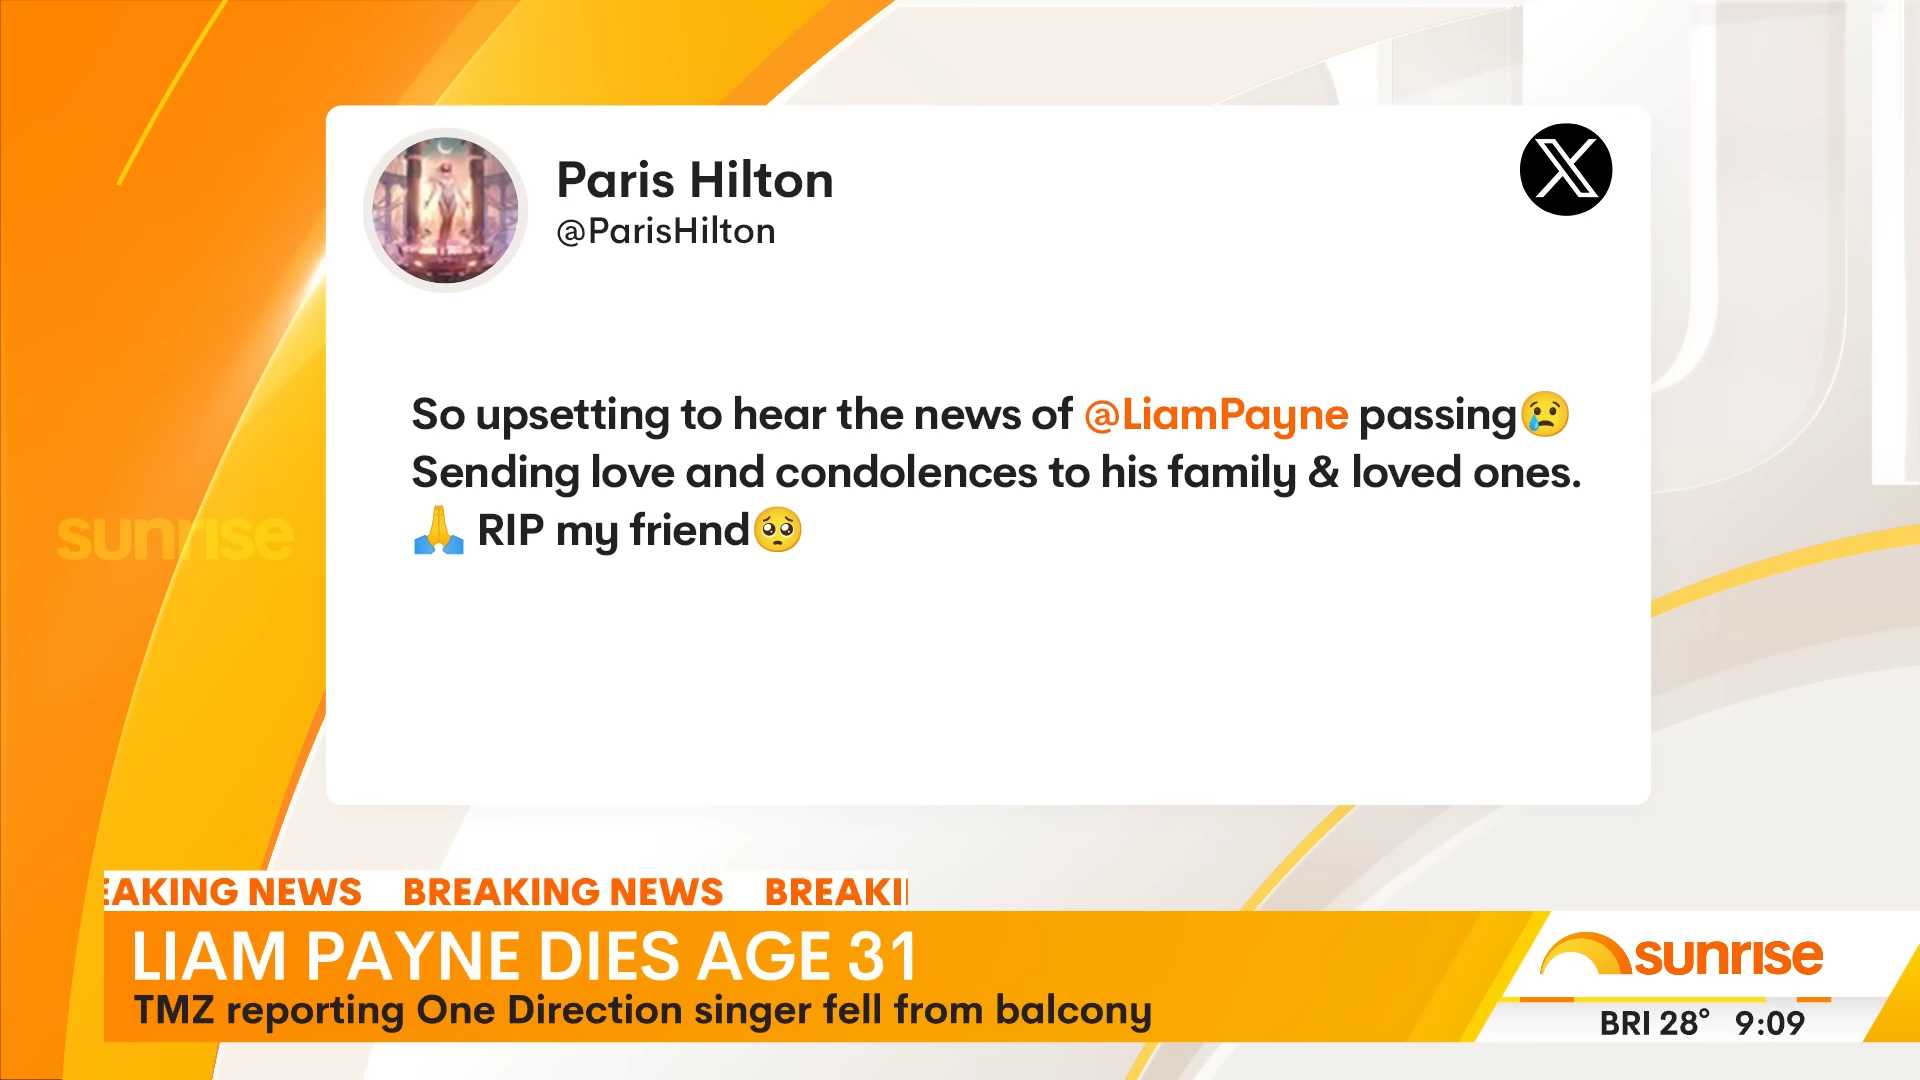 Paris Hilton
@ParisHilton
So upsetting to hear the news of @LiamPayne passing😢
Sending love and condolences to his family & loved ones.
🙏 RIP my friend🥺
sunrise
EAKING NEWS BREAKING NEWS BREAKI
LIAM PAYNE DIES AGE 31
TMZ reporting One Direction singer fell from balcony
sunrise
BRI 28° 9:09